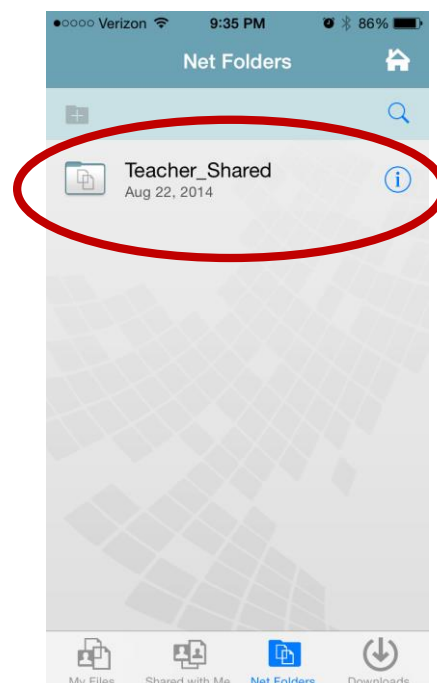 Verizon 9:35 PM 86%
Net Folders
Teacher_Shared
Aug 22, 2014
My Files Shared with Me Net Folders Downloads